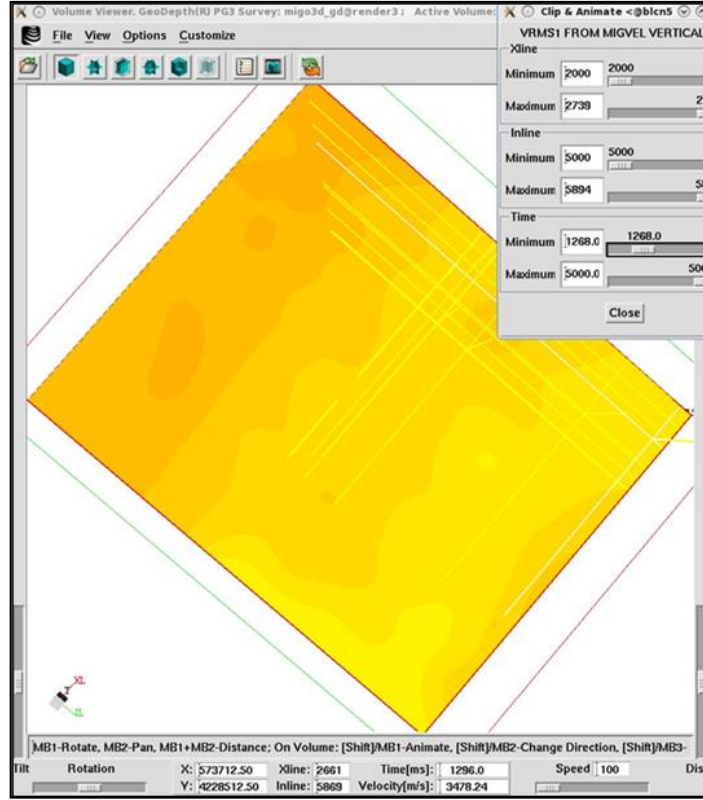 Volume Viewer. GeoDepth(R) PG3 Survey: migo3d_gd@render3 ; Active Volume:
File View Options Customize
Clip & Animate <@blcn5
VRMS1 FROM MIGVEL VERTICAL
Xline
Minimum 2000 2000
Maximum 2739
Inline
Minimum 5000 5000
Maximum 5894
Time
Minimum 1268.0 1268.0
Maximum 5000.0
Close
XL
IL
MB1-Rotate, MB2-Pan, MB1+MB2-Distance; On Volume: [Shift]/MB1-Animate, [Shift]/MB2-Change Direction, [Shift]/MB3-
Tilt Rotation X: 573712.50 Xline: 2661 Time[ms]: 1296.0 Speed 100
Y: 4228512.50 Inline: 5869 Velocity[m/s]: 3478.24